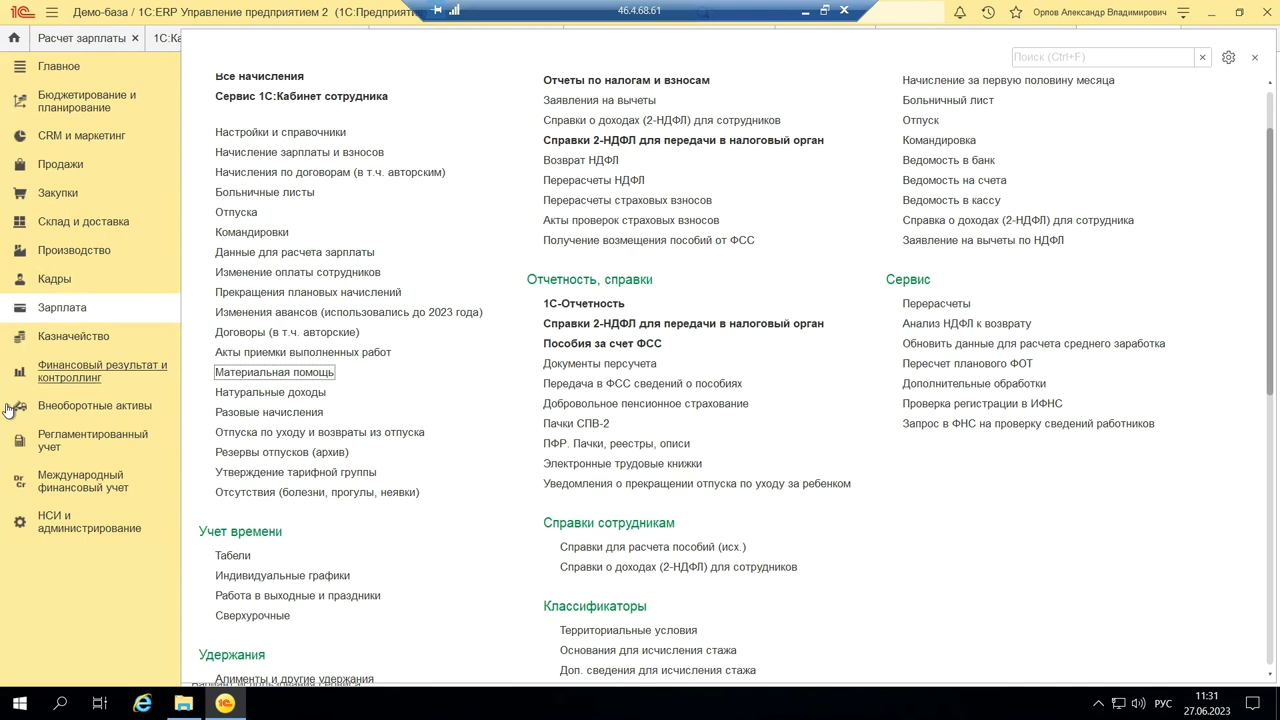 1С
Демо-база / 1С:ERP Управление предприятием 2 (1С:Предприяти
46.4.68.61
Орлов Александр Владимирович
Расчет зарплаты ×
1С:Ка
Поиск (Ctrl+F)
Главное
Бюджетирование и
планирование
CRM и маркетинг
Продажи
Закупки
Склад и доставка
Производство
Кадры
Зарплата
Казначейство
Финансовый результат и
контроллинг
Внеоборотные активы
Регламентированный
учет
Международный
финансовый учет
НСИ и
администрирование
Все начисления
Сервис 1С:Кабинет сотрудника
Настройки и справочники
Начисление зарплаты и взносов
Начисления по договорам (в т.ч. авторским)
Больничные листы
Отпуска
Командировки
Данные для расчета зарплаты
Изменение оплаты сотрудников
Прекращения плановых начислений
Изменения авансов (использовались до 2023 года)
Договоры (в т.ч. авторские)
Акты приемки выполненных работ
Материальная помощь
Натуральные доходы
Разовые начисления
Отпуска по уходу и возвраты из отпуска
Резервы отпусков (архив)
Утверждение тарифной группы
Отсутствия (болезни, прогулы, неявки)
Учет времени
Табели
Индивидуальные графики
Работа в выходные и праздники
Сверхурочные
Удержания
Алименты и другие удержания
Отчеты по налогам и взносам
Заявления на вычеты
Справки о доходах (2-НДФЛ) для сотрудников
Справки 2-НДФЛ для передачи в налоговый орган
Возврат НДФЛ
Перерасчеты НДФЛ
Перерасчеты страховых взносов
Акты проверок страховых взносов
Получение возмещения пособий от ФСС
Отчетность, справки
1С-Отчетность
Справки 2-НДФЛ для передачи в налоговый орган
Пособия за счет ФСС
Документы персучета
Передача в ФСС сведений о пособиях
Добровольное пенсионное страхование
Пачки СПВ-2
ПФР. Пачки, реестры, описи
Электронные трудовые книжки
Уведомления о прекращении отпуска по уходу за ребенком
Справки сотрудникам
Справки для расчета пособий (исх.)
Справки о доходах (2-НДФЛ) для сотрудников
Классификаторы
Территориальные условия
Основания для исчисления стажа
Доп. сведения для исчисления стажа
Начисление за первую половину месяца
Больничный лист
Отпуск
Командировка
Ведомость в банк
Ведомость на счета
Ведомость в кассу
Справка о доходах (2-НДФЛ) для сотрудника
Заявление на вычеты по НДФЛ
Сервис
Перерасчеты
Анализ НДФЛ к возврату
Обновить данные для расчета среднего заработка
Пересчет планового ФОТ
Дополнительные обработки
Проверка регистрации в ИФНС
Запрос в ФНС на проверку сведений работников
РУС
11:31
27.06.2023